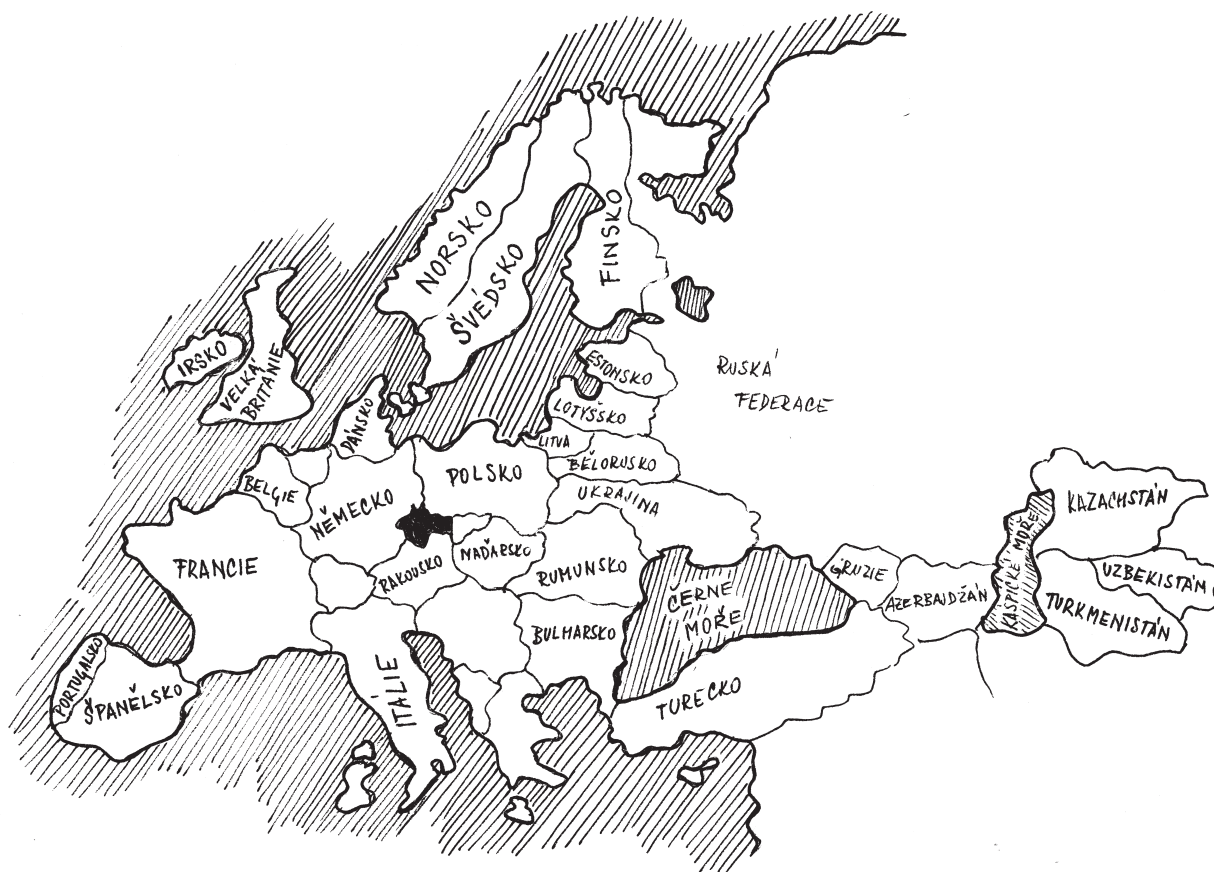 NORSKO
ŠVÉDSKO
FINSKO
IRSKO
VELKÁ
BRITÁNIE
ESTONSKO
RUSKÁ
FEDERACE
DÁNSKO
LOTYŠSKO
LITVA
BĚLORUSKO
POLSKO
BELGIE
NĚMECKO
UKRAJINA
KAZACHSTÁN
FRANCIE
RAKOUSKO
MAĎARSKO
RUMUNSKO
ČERNÉ
MOŘE
GRUZIE
AZERBAJDŽÁN
KASPICKÉ MOŘE
UZBEKISTÁN
TURKMENISTÁN
BULHARSKO
PORTUGALSKO
ŠPANĚLSKO
ITÁLIE
TURECKO